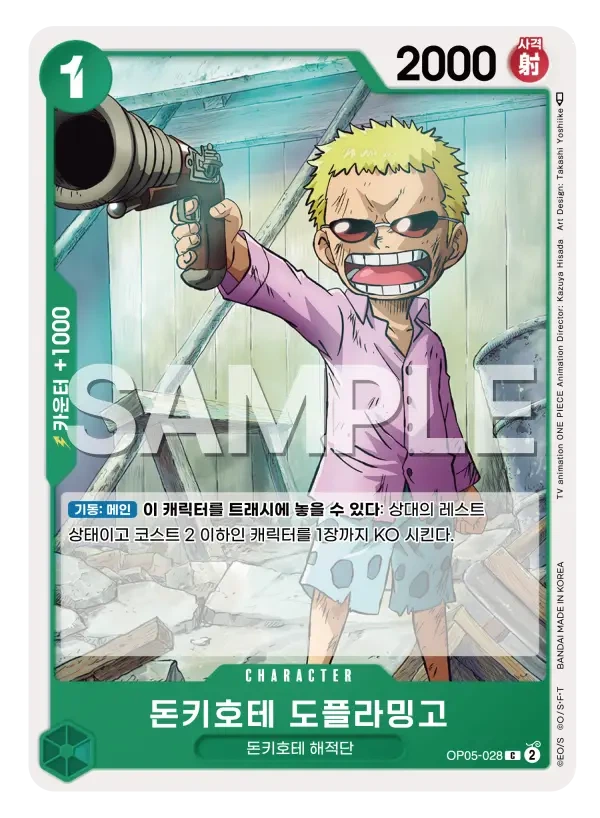 1
2000
사격
射
카운터 +1000
SAMPLE
기동: 메인 이 캐릭터를 트래시에 놓을 수 있다: 상대의 레스트
상태이고 코스트 2 이하인 캐릭터를 1장까지 KO 시킨다.
CHARACTER
돈키호테 도플라밍고
돈키호테 해적단
OP05-028 C 2
TV animation ONE PIECE Animation Director: Kazuya Hisada Art Design: Takashi Yoshiike
©EO/S ©O/S·F·T BANDAI MADE IN KOREA